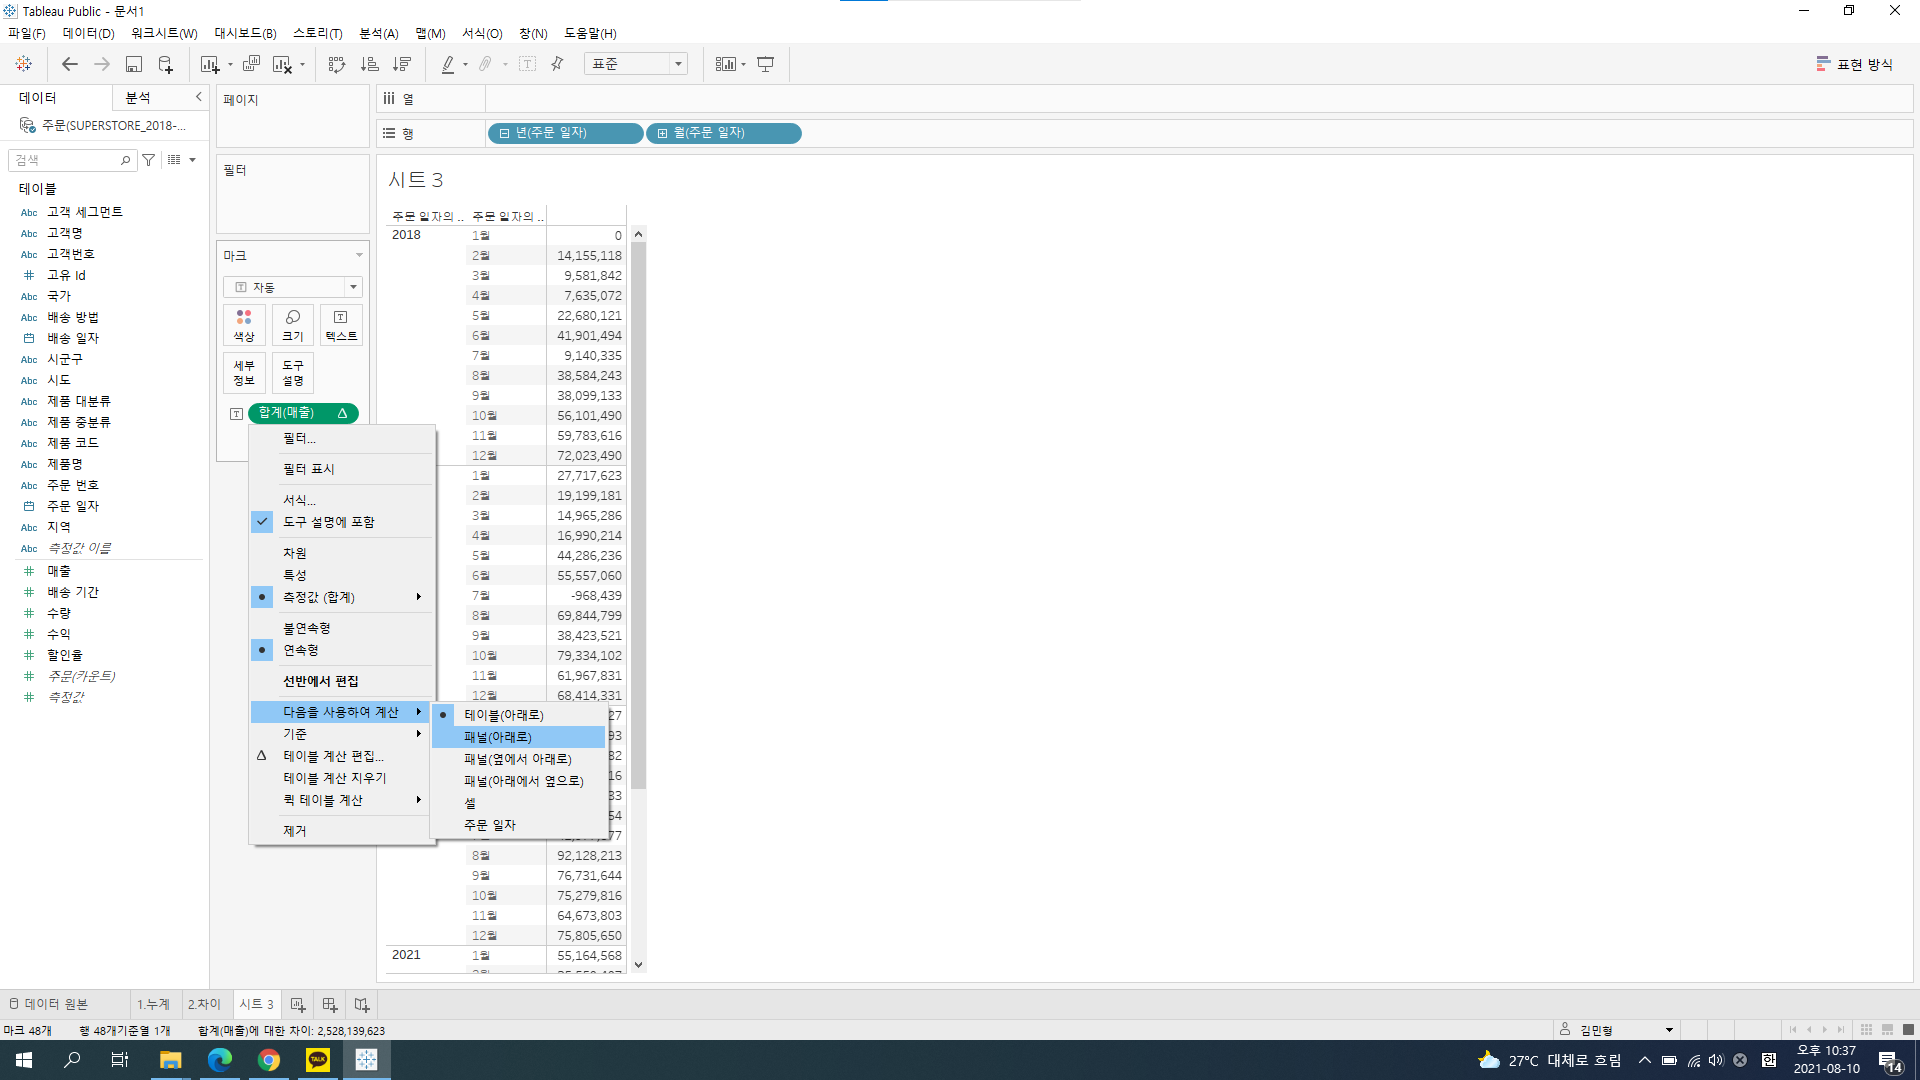 Tableau Public - 문서1
파일(F) 데이터(D) 워크시트(W) 대시보드(B) 스토리(T) 분석(A) 맵(M) 서식(O) 창(N) 도움말(H)
표준
표현 방식
데이터 분석
주문(SUPERSTORE_2018-...
검색
테이블
Abc 고객 세그먼트
Abc 고객명
Abc 고객번호
# 고유 Id
Abc 국가
Abc 배송 방법
배송 일자
Abc 시군구
Abc 시도
Abc 제품 대분류
Abc 제품 중분류
Abc 제품 코드
Abc 제품명
Abc 주문 번호
주문 일자
Abc 지역
Abc 측정값 이름
# 매출
# 배송 기간
# 수량
# 수익
# 할인율
# 주문(카운트)
# 측정값
페이지
필터
마크
자동
색상 크기 텍스트
세부 정보
도구 설명
합계(매출)
필터...
필터 표시
서식...
도구 설명에 포함
차원
특성
측정값 (합계)
불연속형
연속형
선반에서 편집
다음을 사용하여 계산
기준
테이블 계산 편집...
테이블 계산 지우기
퀵 테이블 계산
제거
테이블(아래로)
패널(아래로)
패널(옆에서 아래로)
패널(아래에서 옆으로)
셀
주문 일자
열
행 년(주문 일자) 월(주문 일자)
시트 3
주문 일자의 .. 주문 일자의 ..
2018 1월 0
2월 14,155,118
3월 9,581,842
4월 7,635,072
5월 22,680,121
6월 41,901,494
7월 9,140,335
8월 38,584,243
9월 38,099,133
10월 56,101,490
11월 59,783,616
12월 72,023,490
1월 27,717,623
2월 19,199,181
3월 14,965,286
4월 16,990,214
5월 44,286,236
6월 55,557,060
7월 -968,439
8월 69,844,799
9월 38,423,521
10월 79,334,102
11월 61,967,831
12월 68,414,331
27
93
82
16
33
54
77
8월 92,128,213
9월 76,731,644
10월 75,279,816
11월 64,673,803
12월 75,805,650
2021 1월 55,164,568
데이터 원본 1.누계 2.차이 시트 3
마크 48개 행 48개기준열 1개 합계(매출)에 대한 차이: 2,528,139,623
김민형
TALK
27°C 대체로 흐림
한
오후 10:37
2021-08-10
14